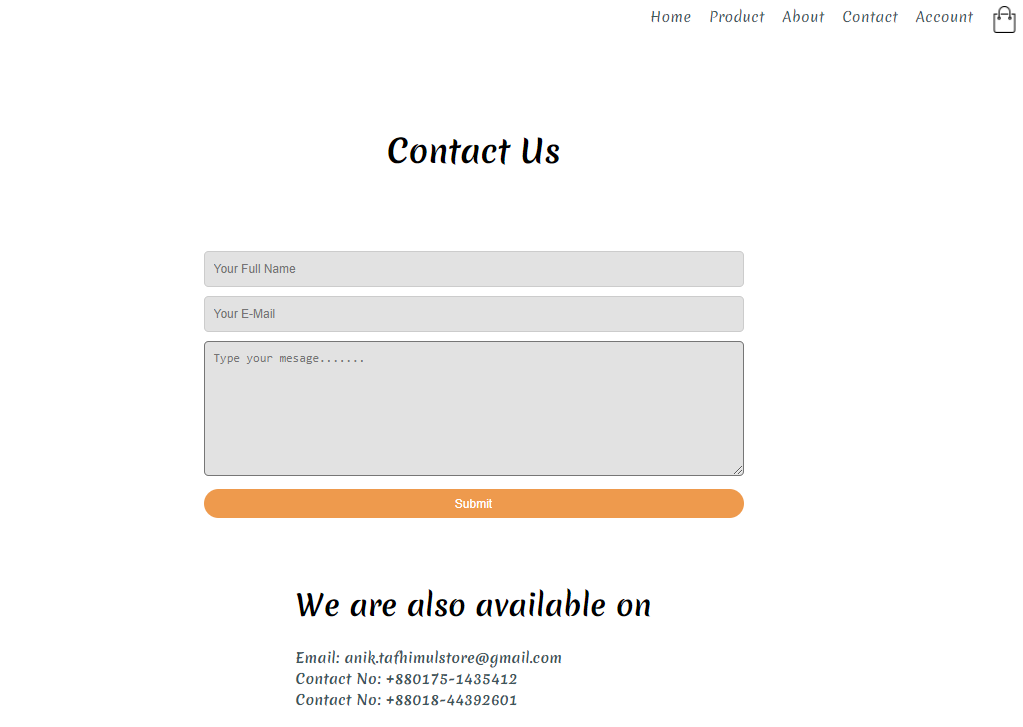 Home Product About Contact Account
Contact Us
Your Full Name
Your E-Mail
Type your mesage.......
Submit
We are also available on
Email: anik.tafhimulstore@gmail.com
Contact No: +880175-1435412
Contact No: +88018-44392601